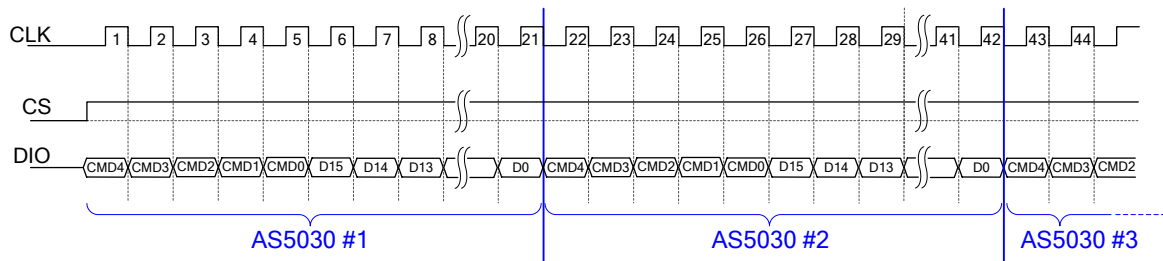 CLK 1 2 3 4 5 6 7 8 20 21 22 23 24 25 26 27 28 29 41 42 43 44
CS
DIO CMD4 CMD3 CMD2 CMD1 CMD0 D15 D14 D13 D0 CMD4 CMD3 CMD2 CMD1 CMD0 D15 D14 D13 D0 CMD4 CMD3 CMD2
AS5030 #1 AS5030 #2 AS5030 #3